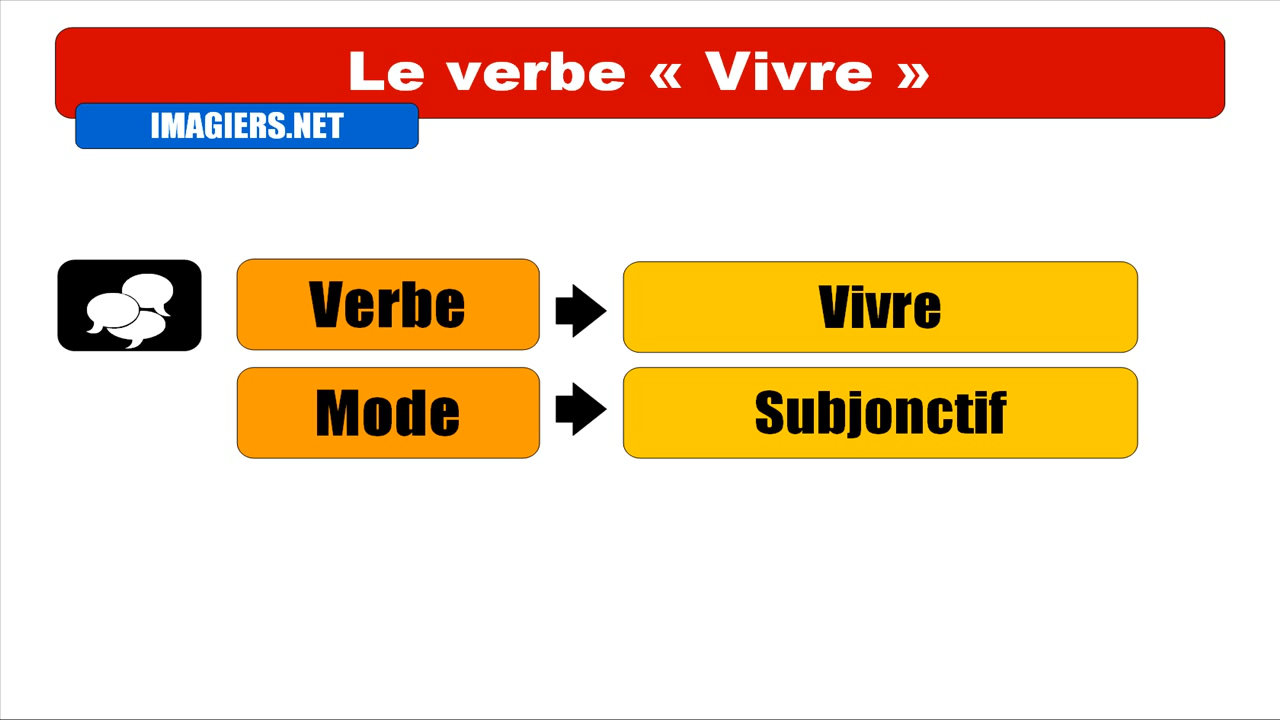 Le verbe « Vivre »
IMAGIERS.NET
Verbe
Vivre
Mode
Subjonctif